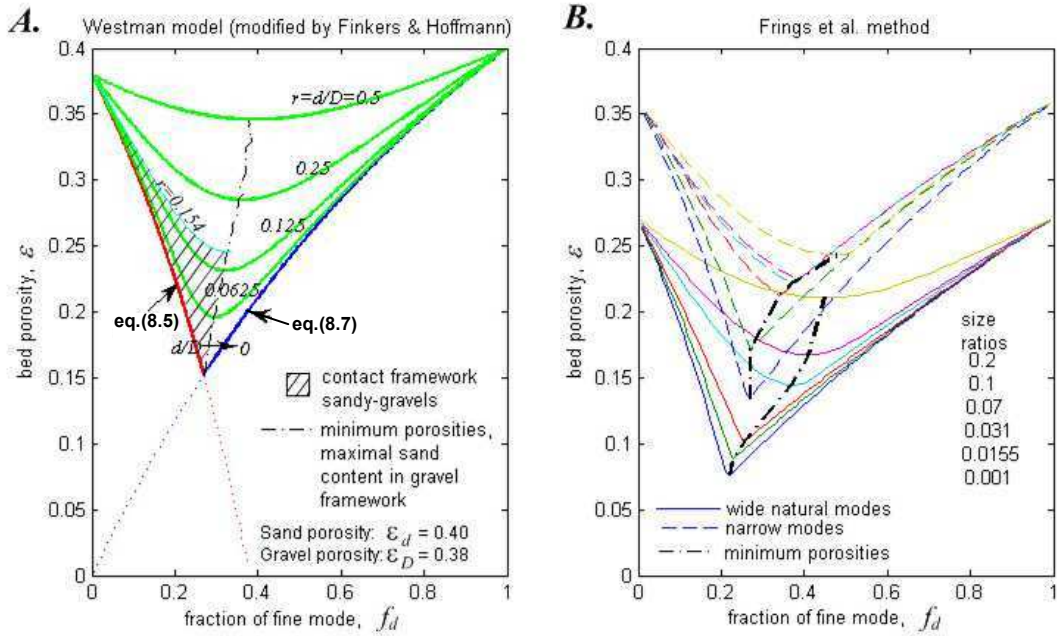 A.
Westman model (modified by Finkers & Hoffmann)
0.4
0.35
0.3
0.25
0.2
0.15
0.1
0.05
0
bed porosity, ε
r=d/D=0.5
0.25
0.125
r=0.154
0.0625
eq.(8.5)
eq.(8.7)
d/D → 0
contact framework
sandy-gravels
minimum porosities,
maximal sand
content in gravel
framework
Sand porosity: ε_d = 0.40
Gravel porosity: ε_D = 0.38
0 0.2 0.4 0.6 0.8 1
fraction of fine mode, f_d
B.
Frings et al. method
0.4
0.35
0.3
0.25
0.2
0.15
0.1
0.05
0
bed porosity, ε
size
ratios
0.2
0.1
0.07
0.031
0.0155
0.001
wide natural modes
narrow modes
minimum porosities
0 0.2 0.4 0.6 0.8 1
fraction of fine mode, f_d